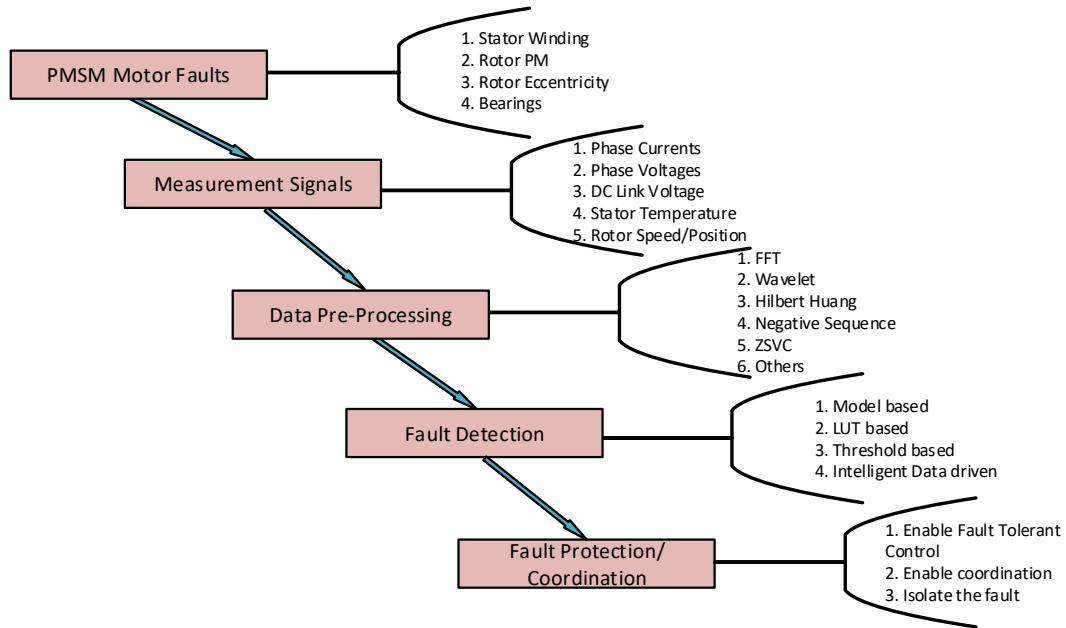 PMSM Motor Faults
1. Stator Winding
2. Rotor PM
3. Rotor Eccentricity
4. Bearings
Measurement Signals
1. Phase Currents
2. Phase Voltages
3. DC Link Voltage
4. Stator Temperature
5. Rotor Speed/Position
Data Pre-Processing
1. FFT
2. Wavelet
3. Hilbert Huang
4. Negative Sequence
5. ZSVC
6. Others
Fault Detection
1. Model based
2. LUT based
3. Threshold based
4. Intelligent Data driven
Fault Protection/
Coordination
1. Enable Fault Tolerant
Control
2. Enable coordination
3. Isolate the fault